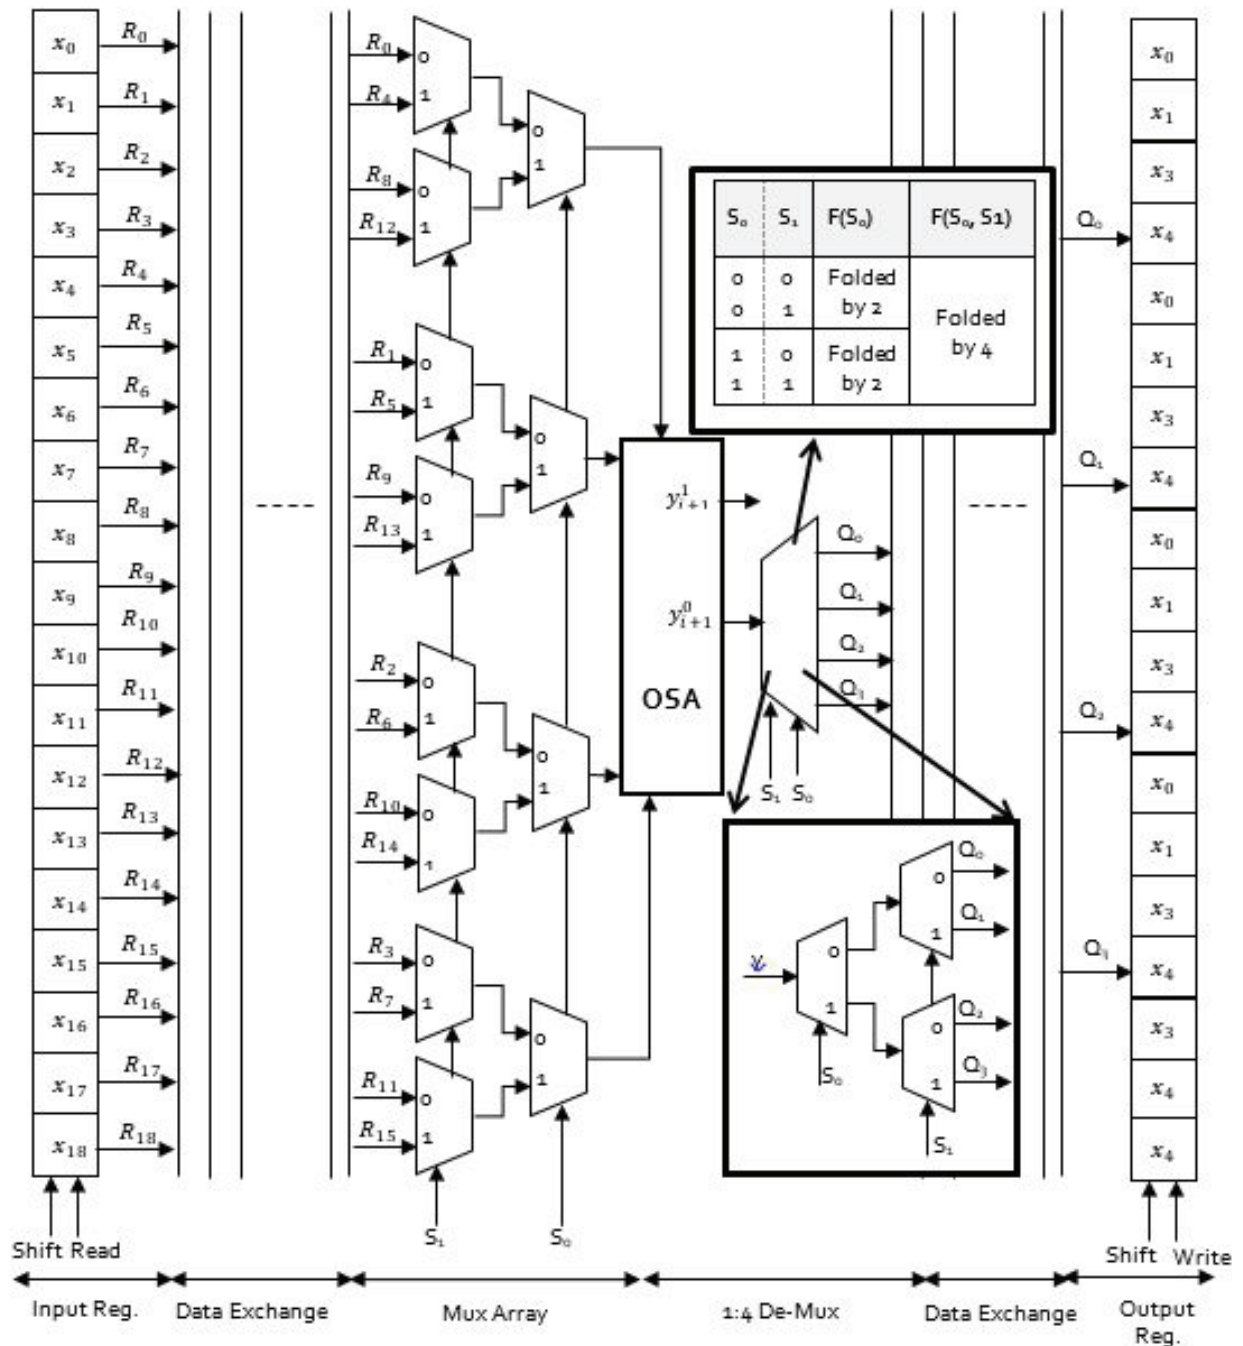 x₀ R₀
x₁ R₁
x₂ R₂
x₃ R₃
x₄ R₄
x₅ R₅
x₆ R₆
x₇ R₇
x₈ R₈
x₉ R₉
x₁₀ R₁₀
x₁₁ R₁₁
x₁₂ R₁₂
x₁₃ R₁₃
x₁₄ R₁₄
x₁₅ R₁₅
x₁₆ R₁₆
x₁₇ R₁₇
x₁₈ R₁₈
Shift Read
----
R₀ 0
R₄ 1
R₈ 0
R₁₂ 1
0
1
R₁ 0
R₅ 1
R₉ 0
R₁₃ 1
0
1
R₂ 0
R₆ 1
R₁₀ 0
R₁₄ 1
0
1
R₃ 0
R₇ 1
R₁₁ 0
R₁₅ 1
0
1
S₁ S₀
y¹ᵢ₊₁
y⁰ᵢ₊₁
OSA
Q₀
Q₁
Q₂
Q₃
S₁ S₀
S₀ S₁ F(S₀) F(S₀, S1)
0 0 Folded
0 1 by 2
Folded
by 4
1 0 Folded
1 1 by 2
y
0
1
S₀
0 Q₀
1 Q₁
0 Q₂
1 Q₃
S₁
----
Q₀
Q₁
Q₂
Q₃
x₀
x₁
x₃
x₄
x₀
x₁
x₃
x₄
x₀
x₁
x₃
x₄
x₀
x₁
x₃
x₄
x₃
x₄
x₄
Shift Write
Input Reg.
Data Exchange
Mux Array
1:4 De-Mux
Data Exchange
Output
Reg.